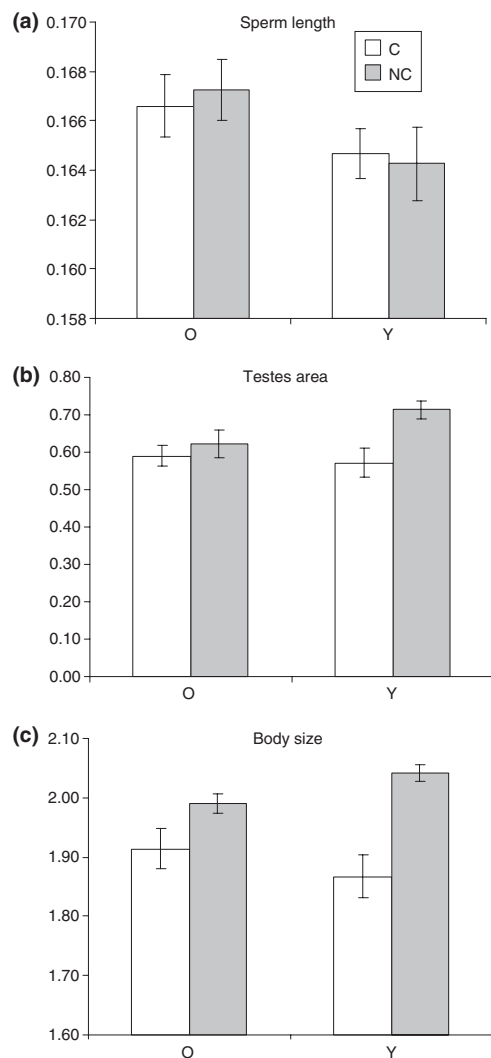 (a) Sperm length
0.170
0.168
0.166
0.164
0.162
0.160
0.158
C
NC
O Y
(b) Testes area
0.80
0.70
0.60
0.50
0.40
0.30
0.20
0.10
0.00
O Y
(c) Body size
2.10
2.00
1.90
1.80
1.70
1.60
O Y